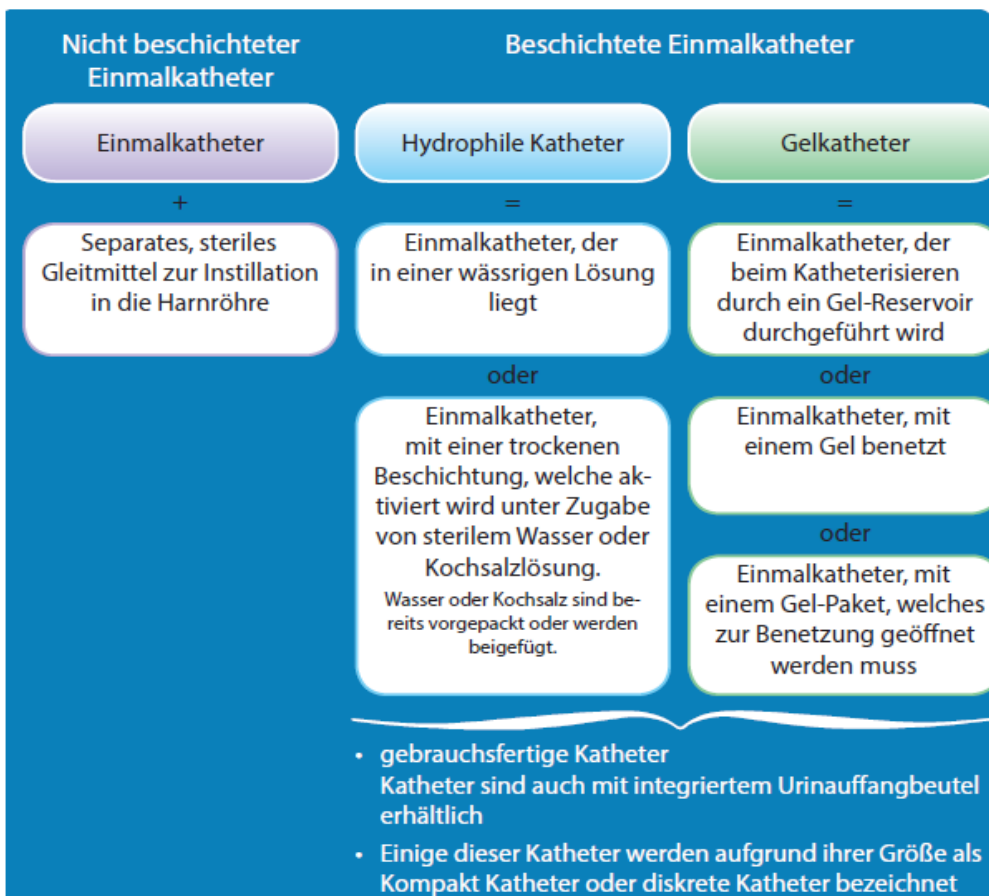 Nicht beschichteter
Einmalkatheter
Beschichtete Einmalkatheter
Einmalkatheter
+
Separates, steriles
Gleitmittel zur Instillation
in die Harnröhre
Hydrophile Katheter
=
Einmalkatheter, der
in einer wässrigen Lösung
liegt
oder
Einmalkatheter,
mit einer trockenen
Beschichtung, welche ak-
tiviert wird unter Zugabe
von sterilem Wasser oder
Kochsalzlösung.
Wasser oder Kochsalz sind be-
reits vorgepackt oder werden
beigefügt.
Gelkatheter
=
Einmalkatheter, der
beim Katheterisieren
durch ein Gel-Reservoir
durchgeführt wird
oder
Einmalkatheter, mit
einem Gel benetzt
oder
Einmalkatheter, mit
einem Gel-Paket, welches
zur Benetzung geöffnet
werden muss
• gebrauchsfertige Katheter
Katheter sind auch mit integriertem Urinauffangbeutel
erhältlich
• Einige dieser Katheter werden aufgrund ihrer Größe als
Kompakt Katheter oder diskrete Katheter bezeichnet